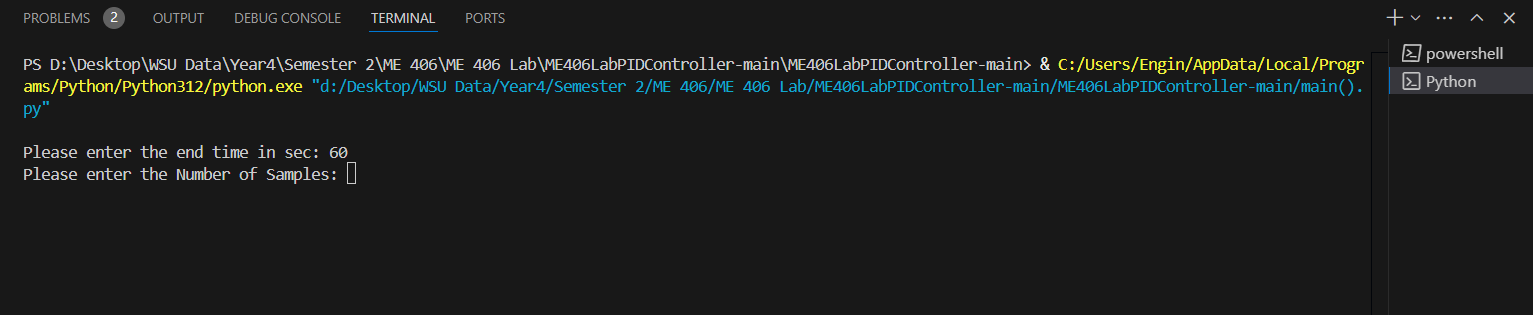 PROBLEMS 2 OUTPUT DEBUG CONSOLE TERMINAL PORTS
powershell
Python
PS D:\Desktop\WSU Data\Year4\Semester 2\ME 406\ME 406 Lab\ME406LabPIDController-main\ME406LabPIDController-main> & C:/Users/Engin/AppData/Local/Progr
ams/Python/Python312/python.exe "d:/Desktop/WSU Data/Year4/Semester 2/ME 406/ME 406 Lab/ME406LabPIDController-main/ME406LabPIDController-main/main().
py"
Please enter the end time in sec: 60
Please enter the Number of Samples: